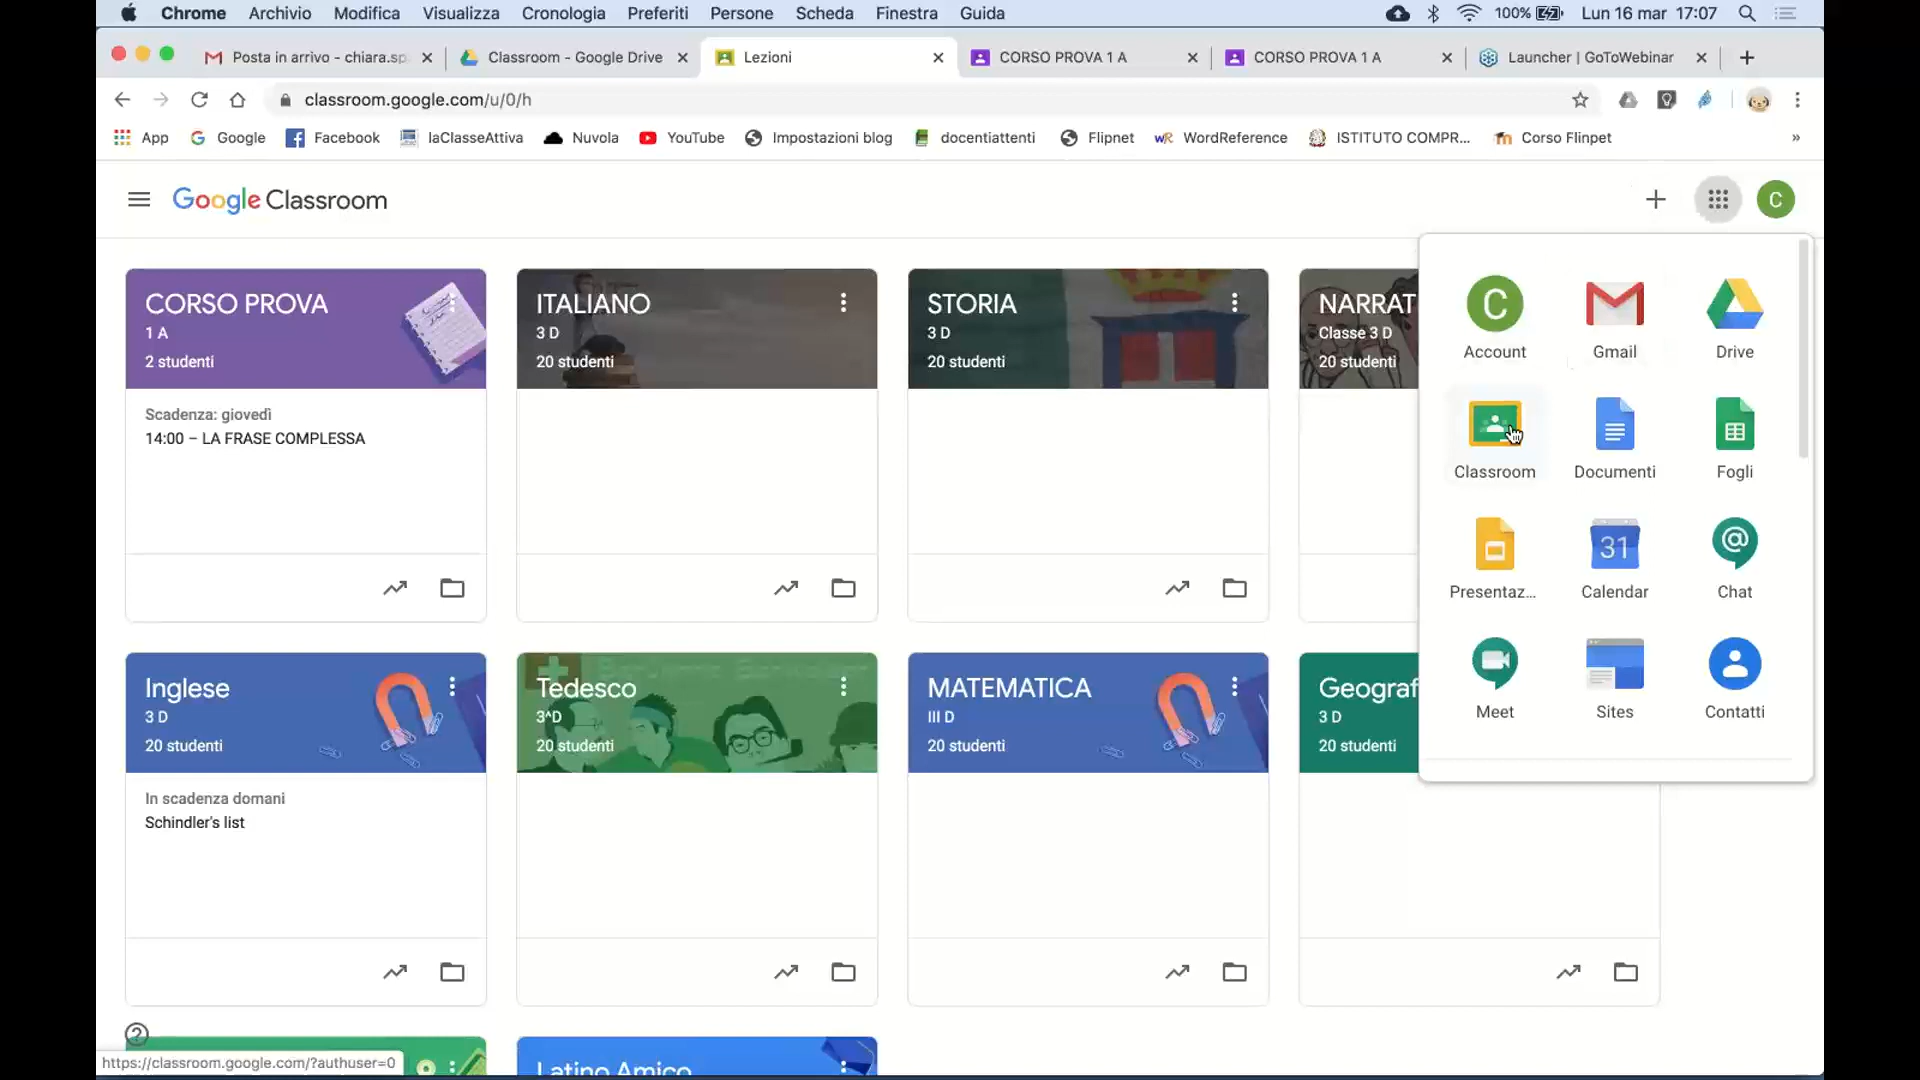 Chrome Archivio Modifica Visualizza Cronologia Preferiti Persone Scheda Finestra Guida 100% Lun 16 mar 17:07
Posta in arrivo - chiara.sp Classroom - Google Drive Lezioni CORSO PROVA 1 A CORSO PROVA 1 A Launcher | GoToWebinar
classroom.google.com/u/0/h
App Google Facebook laClasseAttiva Nuvola YouTube Impostazioni blog docentiattenti Flipnet WordReference ISTITUTO COMPR... Corso Flinpet »
Google Classroom
C
CORSO PROVA
1 A
2 studenti
Scadenza: giovedì
14:00 – LA FRASE COMPLESSA
ITALIANO
3 D
20 studenti
STORIA
3 D
20 studenti
NARRAT
Classe 3 D
20 studenti
C
Account Gmail Drive
Classroom Documenti Fogli
31
Presentaz... Calendar Chat
Meet Sites Contatti
Inglese
3 D
20 studenti
In scadenza domani
Schindler's list
Tedesco
3^D
20 studenti
MATEMATICA
III D
20 studenti
Geograf
3 D
20 studenti
Latino Amico
https://classroom.google.com/?authuser=0